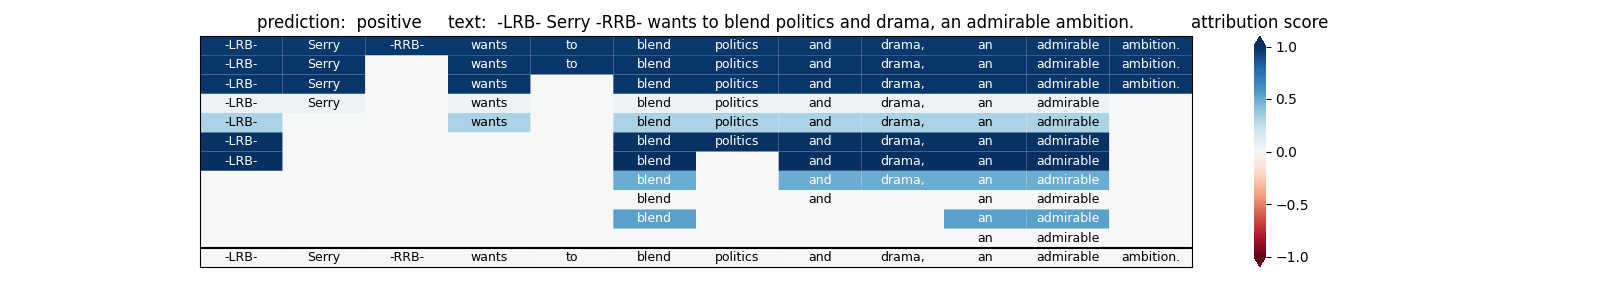 prediction: positive text: -LRB- Serry -RRB- wants to blend politics and drama, an admirable ambition. attribution score
-LRB- Serry -RRB- wants to blend politics and drama, an admirable ambition.
-LRB- Serry wants to blend politics and drama, an admirable ambition.
-LRB- Serry wants blend politics and drama, an admirable ambition.
-LRB- Serry wants blend politics and drama, an admirable
-LRB- wants blend politics and drama, an admirable
-LRB- blend politics and drama, an admirable
-LRB- blend and drama, an admirable
blend and drama, an admirable
blend and an admirable
blend an admirable
an admirable
-LRB- Serry -RRB- wants to blend politics and drama, an admirable ambition.
1.0
0.5
0.0
−0.5
−1.0